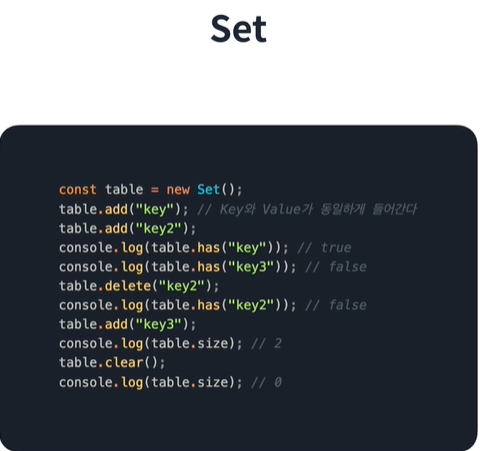 Set
const table = new Set();
table.add("key"); // Key와 Value가 동일하게 들어간다
table.add("key2");
console.log(table.has("key")); // true
console.log(table.has("key3")); // false
table.delete("key2");
console.log(table.has("key2")); // false
table.add("key3");
console.log(table.size); // 2
table.clear();
console.log(table.size); // 0